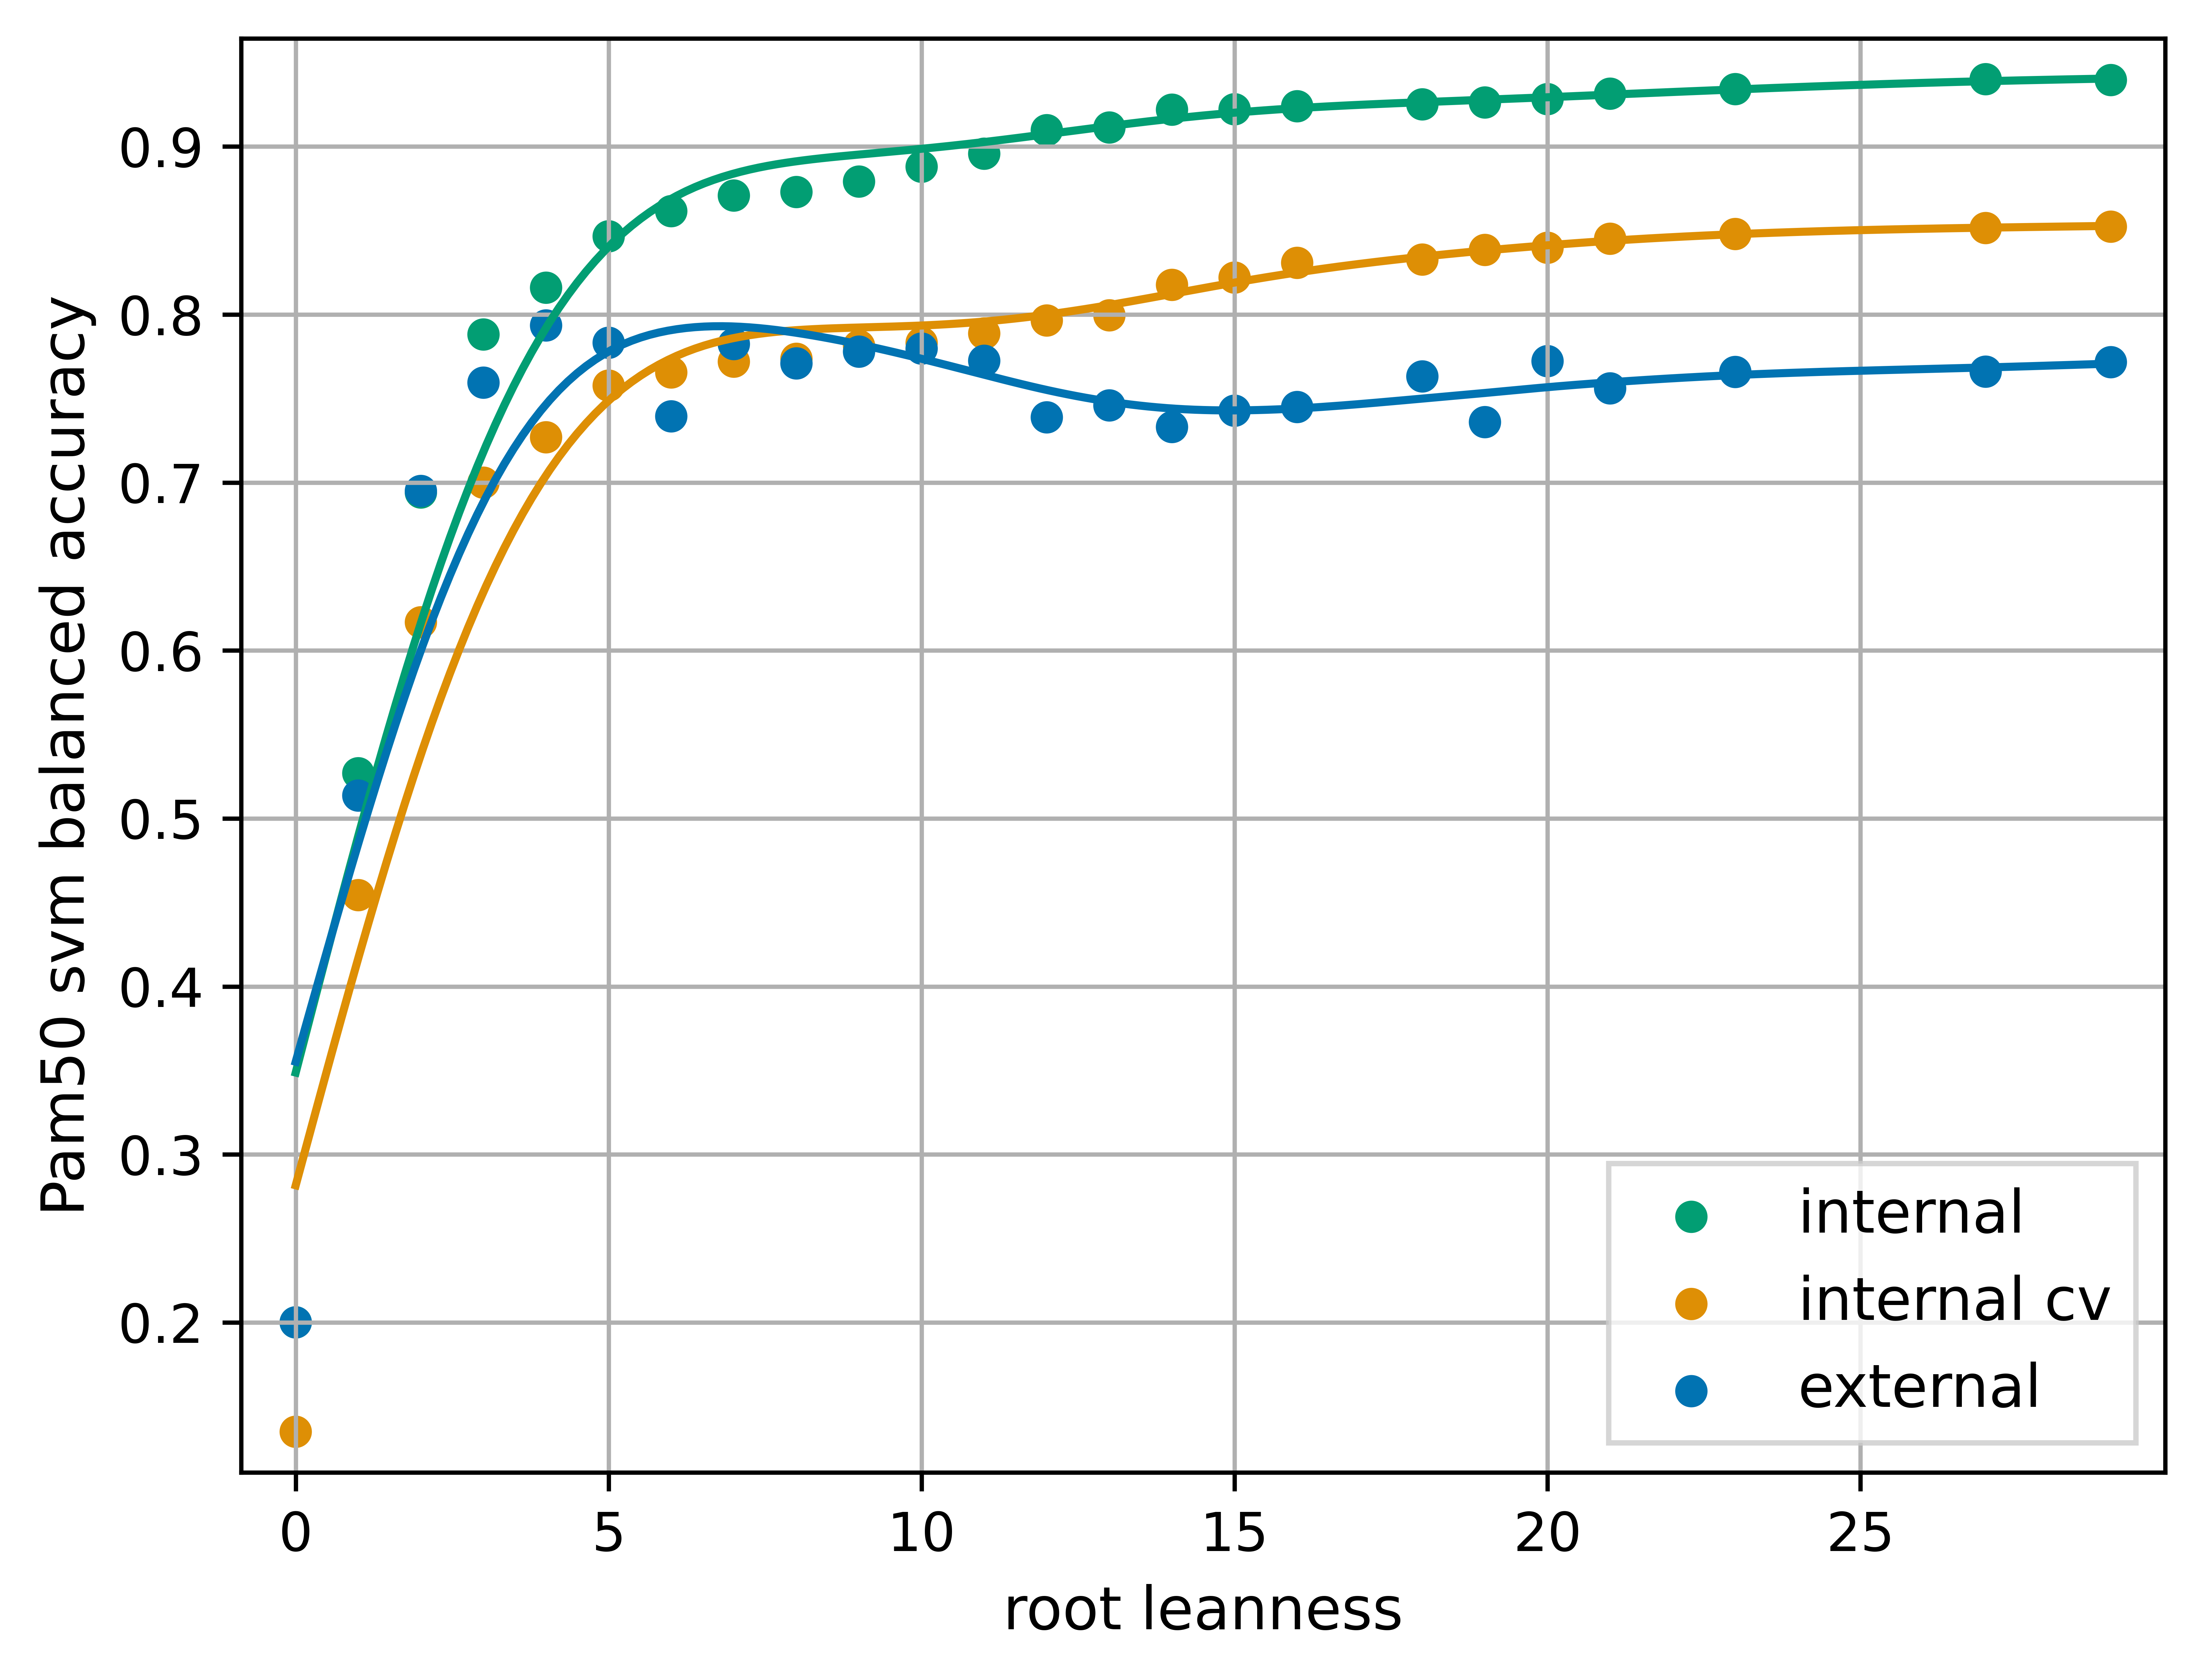 Pam50 svm balanced accuracy
0.9
0.8
0.7
0.6
0.5
0.4
0.3
0.2
0 5 10 15 20 25
root leanness
internal
internal cv
external